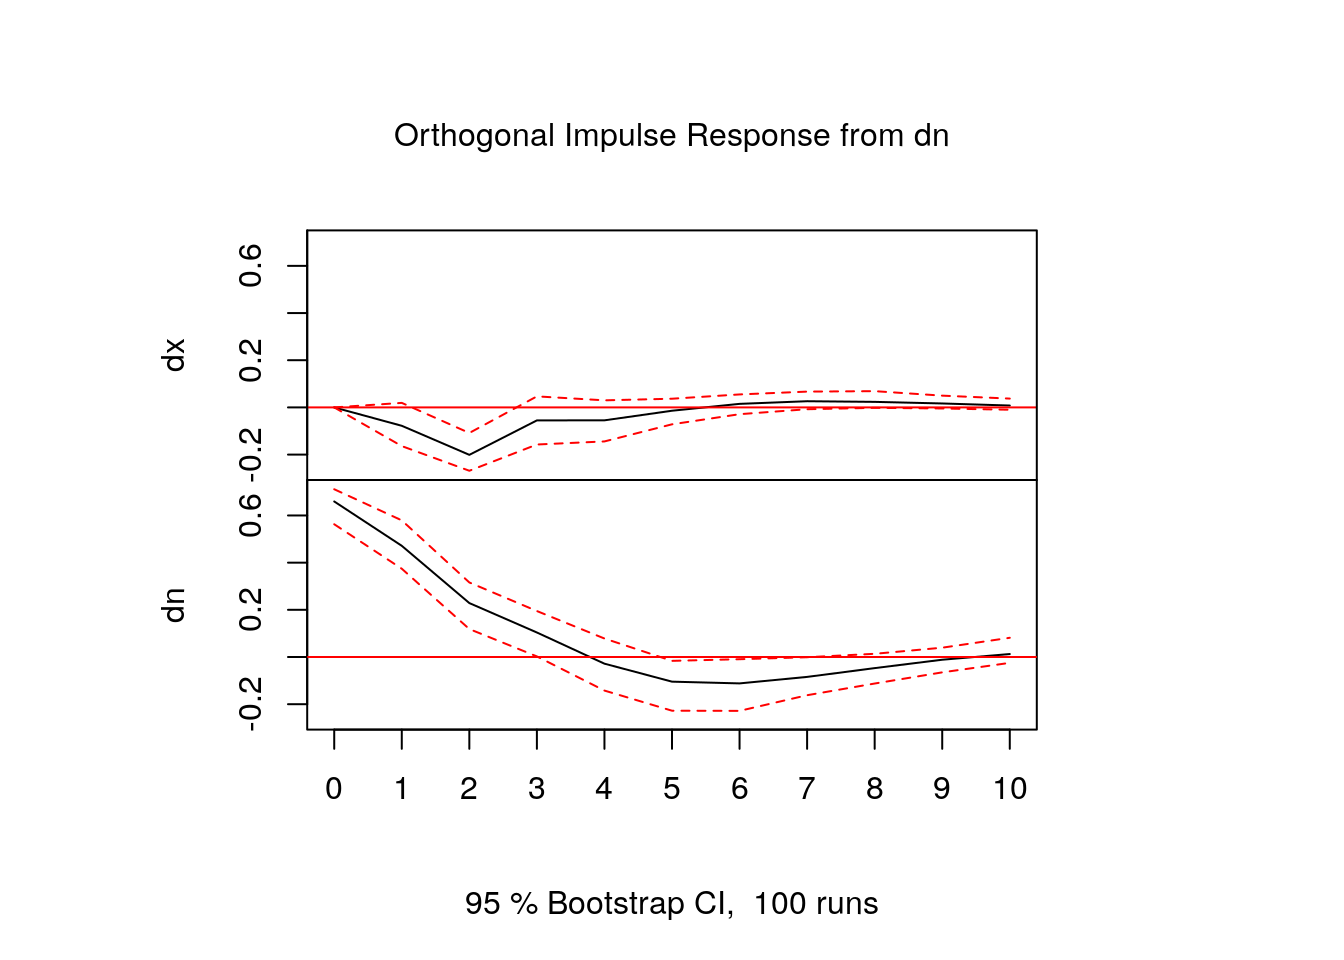 Orthogonal Impulse Response from dn
dx
0.6
0.2
-0.2
dn
0.6
0.2
-0.2
0 1 2 3 4 5 6 7 8 9 10
95 % Bootstrap CI,  100 runs